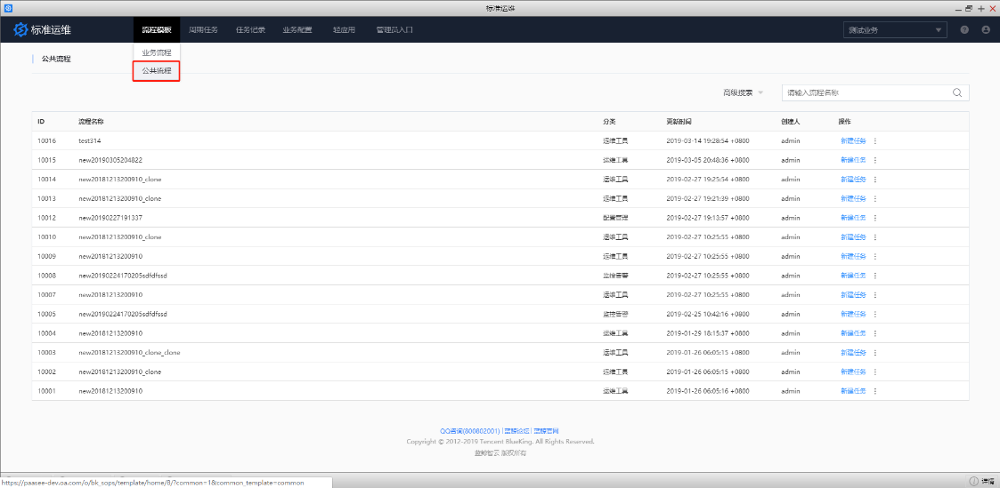 标准运维
标准运维 流程模板 周期任务 任务记录 业务配置 轻应用 管理员入口 测试业务
业务流程
公共流程
公共流程
高级搜索 请输入流程名称
ID 流程名称 分类 更新时间 创建人 操作
10016 test314 运维工具 2019-03-14 19:28:54 +0800 admin 新建任务
10015 new20190305204822 运维工具 2019-03-05 20:48:36 +0800 admin 新建任务
10014 new20181213200910_clone 运维工具 2019-02-27 19:25:54 +0800 admin 新建任务
10013 new20181213200910_clone 运维工具 2019-02-27 19:21:39 +0800 admin 新建任务
10012 new20190227191337 配置管理 2019-02-27 19:13:57 +0800 admin 新建任务
10010 new20181213200910_clone 运维工具 2019-02-27 10:25:55 +0800 admin 新建任务
10009 new20181213200910 运维工具 2019-02-27 10:25:55 +0800 admin 新建任务
10008 new20190224170205sdfdfssd 监控告警 2019-02-27 10:25:55 +0800 admin 新建任务
10007 new20181213200910 运维工具 2019-02-27 10:25:55 +0800 admin 新建任务
10005 new20190224170205sdfdfssd 监控告警 2019-02-25 10:42:16 +0800 admin 新建任务
10004 new20181213200910 运维工具 2019-01-29 18:15:37 +0800 admin 新建任务
10003 new20181213200910_clone_clone 运维工具 2019-01-26 06:05:15 +0800 admin 新建任务
10002 new20181213200910_clone 运维工具 2019-01-26 06:05:15 +0800 admin 新建任务
10001 new20181213200910 运维工具 2019-01-26 06:05:16 +0800 admin 新建任务
QQ咨询(800802001) | 蓝鲸论坛 | 蓝鲸官网
Copyright © 2012-2019 Tencent BlueKing. All Rights Reserved.
蓝鲸智云 版权所有
https://paasee-dev.oa.com/o/bk_sops/template/home/8/?common=1&common_template=common 详情